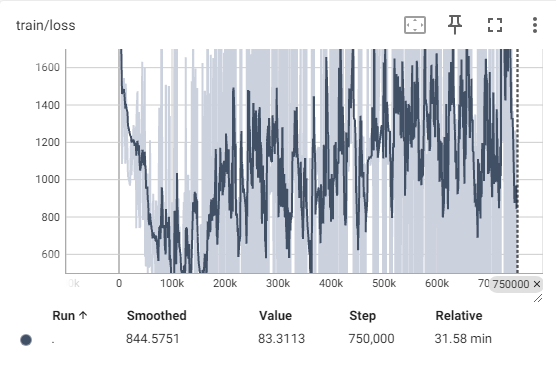 train/loss
1600
1400
1200
1000
800
600
0k 0 100k 200k 300k 400k 500k 600k 70 750000 ×
Run ↑ Smoothed Value Step Relative
. 844.5751 83.3113 750,000 31.58 min